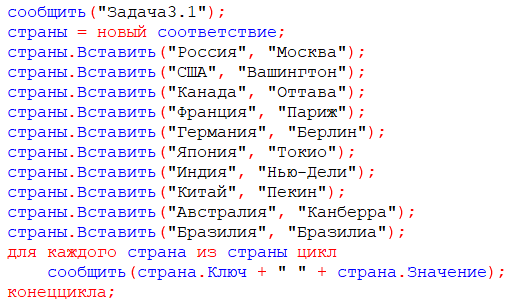 сообщить("Задача3.1");
страны = новый соответствие;
страны.Вставить("Россия", "Москва");
страны.Вставить("США", "Вашингтон");
страны.Вставить("Канада", "Оттава");
страны.Вставить("Франция", "Париж");
страны.Вставить("Германия", "Берлин");
страны.Вставить("Япония", "Токио");
страны.Вставить("Индия", "Нью-Дели");
страны.Вставить("Китай", "Пекин");
страны.Вставить("Австралия", "Канберра");
страны.Вставить("Бразилия", "Бразилиа");
для каждого страна из страны цикл
    сообщить(страна.Ключ + " " + страна.Значение);
конеццикла;